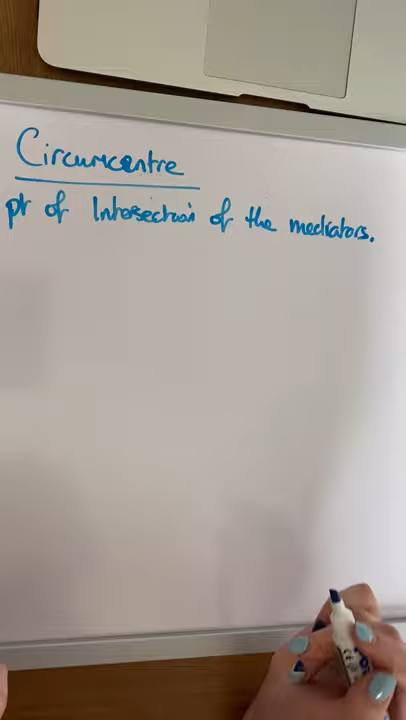 Circumcentre
pt of Intersection of the mediators.